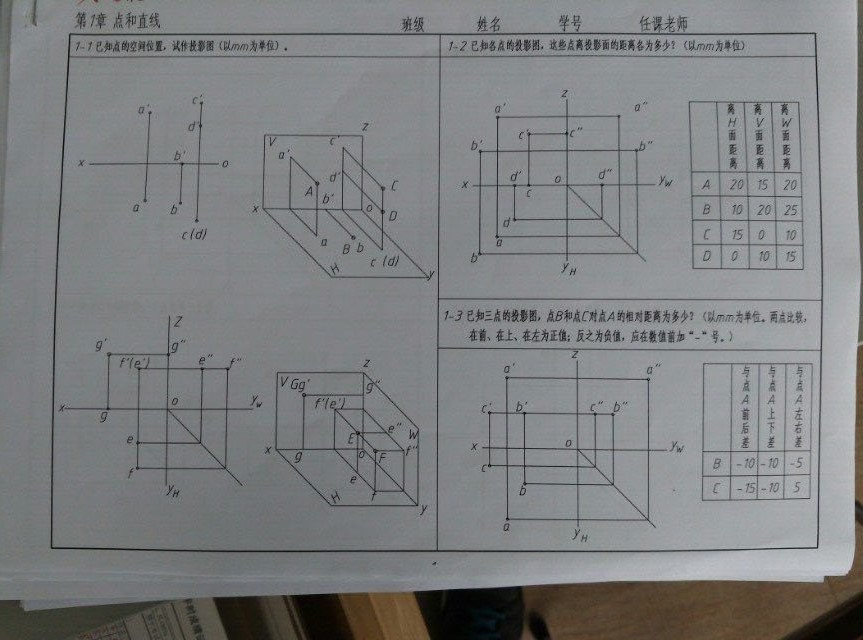 第1章 点和直线 班级 姓名 学号 任课老师
1-1 已知点的空间位置，试作投影图(以mm为单位)。
a' c' d' b' x o a b c(d)
V z c' a' d' C A b' D x o a B b c (d) H y
z
g' g" f'(e') e" f"
x o yW
g
e
f
yH
z
V Gg' g"
f'(e') e" W
x g E o F f"
e
H f y
1-2 已知各点的投影图，这些点离投影面的距离各为多少？(以mm为单位)
z
a' a"
c' c"
b' b"
x d' o d" yW
c
d
a
b
yH
离H面距离 离V面距离 离W面距离
A 20 15 20
B 10 20 25
C 15 0 10
D 0 10 15
1-3 已知三点的投影图，点B和点C对点A的相对距离为多少？(以mm为单位。两点比较，
在前、在上、在左为正值；反之为负值，应在数值前加“-”号。)
z
a' a"
c' b' c" b"
x o yW
c
b
a
yH
与点A前后差 与点A上下差 与点A左右差
B -10 -10 -5
C -15 -10 5